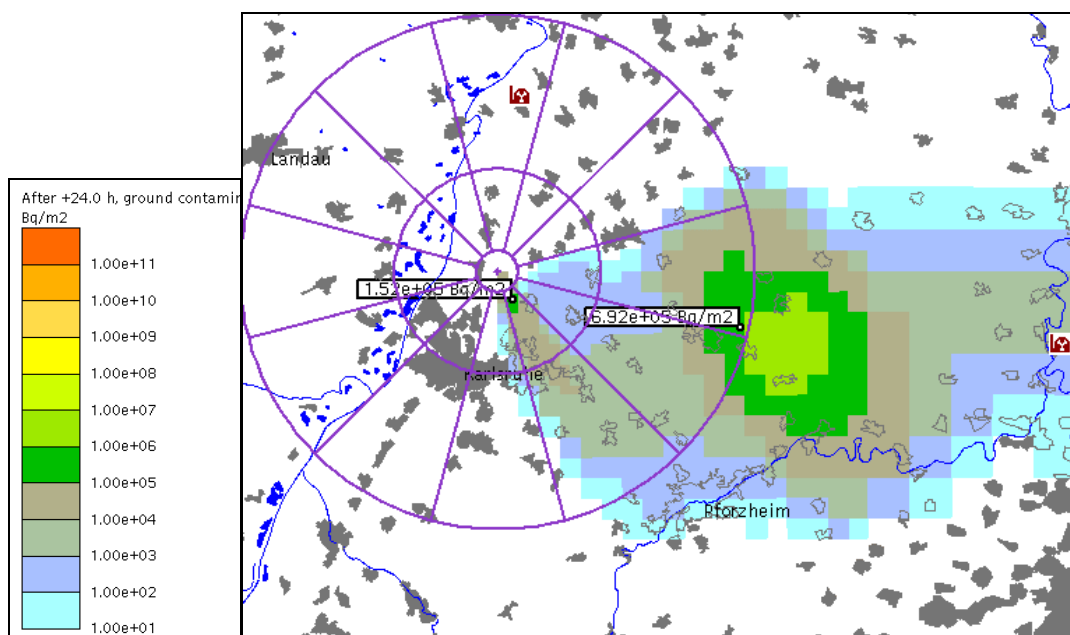 After +24.0 h, ground contamin
Bq/m2
1.00e+11
1.00e+10
1.00e+09
1.00e+08
1.00e+07
1.00e+06
1.00e+05
1.00e+04
1.00e+03
1.00e+02
1.00e+01
Landau
1.52e+05 Bq/m2
6.92e+05 Bq/m2
Karlsruhe
Pforzheim